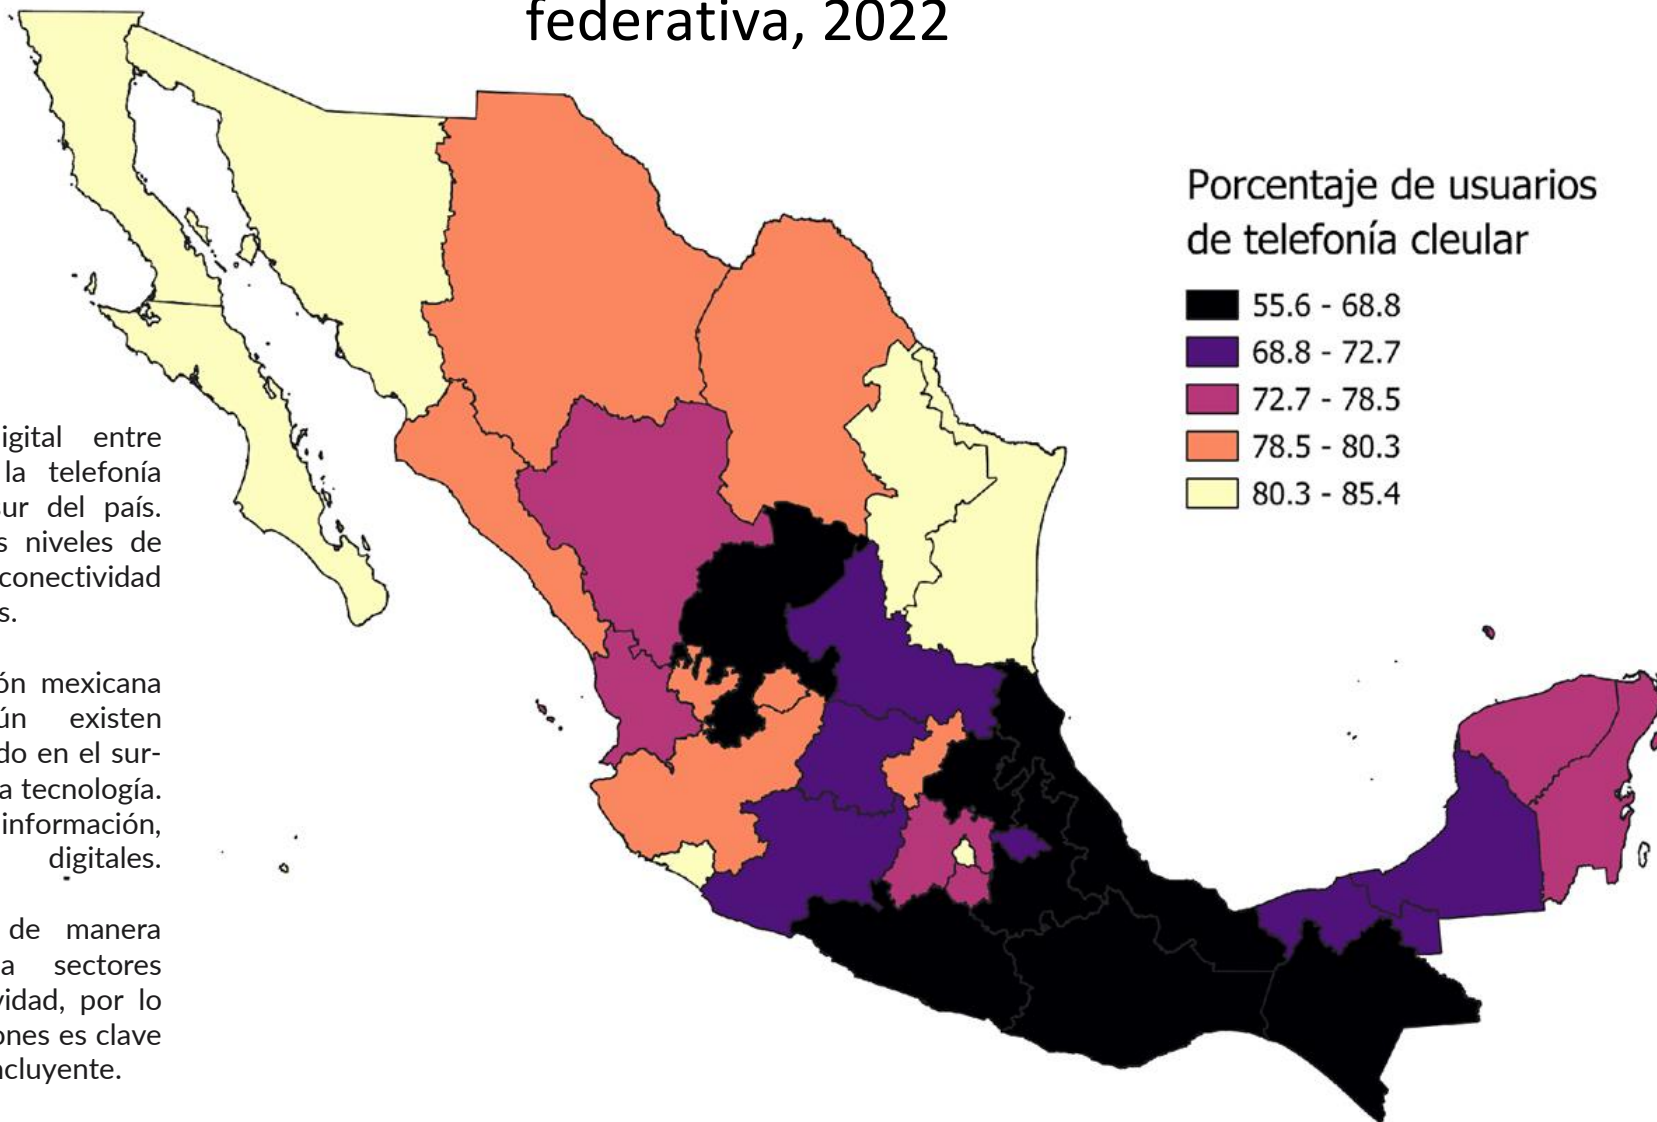 federativa, 2022
Porcentaje de usuarios
de telefonía cleular
55.6 - 68.8
68.8 - 72.7
72.7 - 78.5
78.5 - 80.3
80.3 - 85.4
igital entre
la telefonía
sur del país.
s niveles de
conectividad
s.
ón mexicana
ún existen
do en el sur-
a tecnología.
información,
digitales.
de manera
a sectores
vidad, por lo
ones es clave
ncluyente.